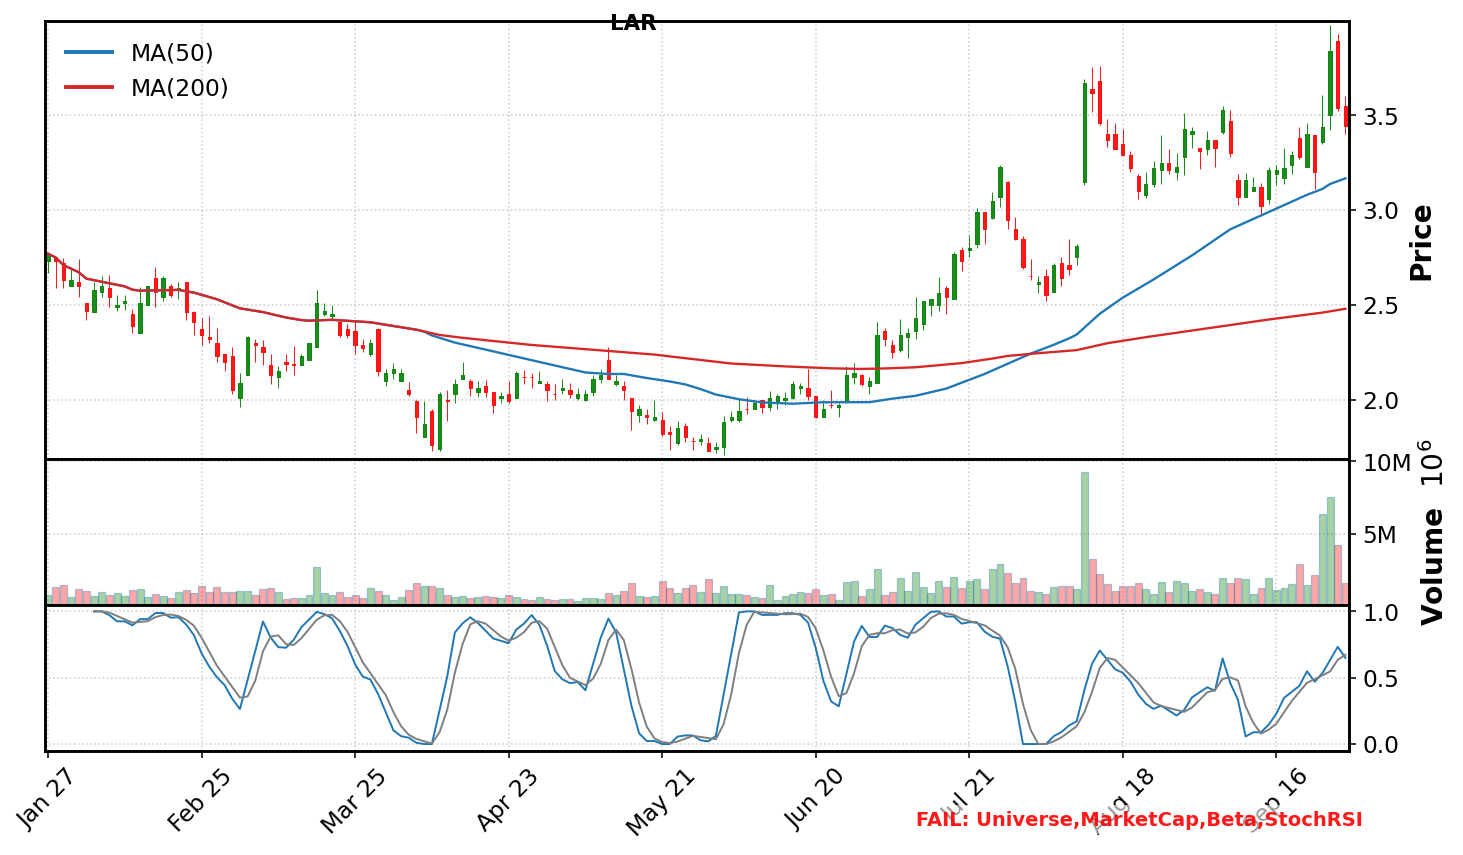 LAR
MA(50)
MA(200)
3.5
3.0
2.5
2.0
Price
10M
5M
Volume 10^6
1.0
0.5
0.0
Jan 27
Feb 25
Mar 25
Apr 23
May 21
Jun 20
Jul 21
Aug 18
Sep 16
FAIL: Universe,MarketCap,Beta,StochRSI